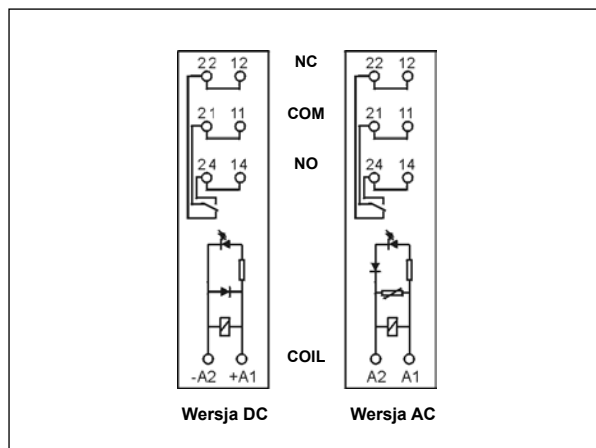 22 12 NC 22 12
21 11 COM 21 11
24 14 NO 24 14
-A2 +A1 COIL A2 A1
Wersja DC Wersja AC